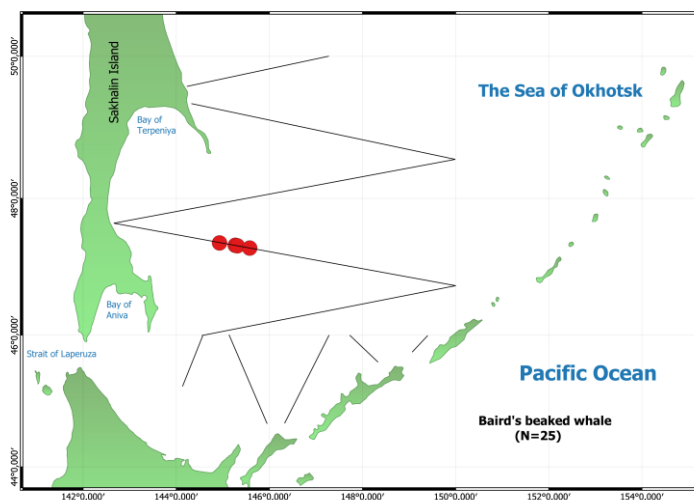 50°0,000'
48°0,000'
46°0,000'
44°0,000'
Sakhalin Island
Bay of
Terpeniya
The Sea of Okhotsk
Bay of
Aniva
Strait of Laperuza
Pacific Ocean
Baird's beaked whale
(N=25)
142°0,000'
144°0,000'
146°0,000'
148°0,000'
150°0,000'
152°0,000'
154°0,000'